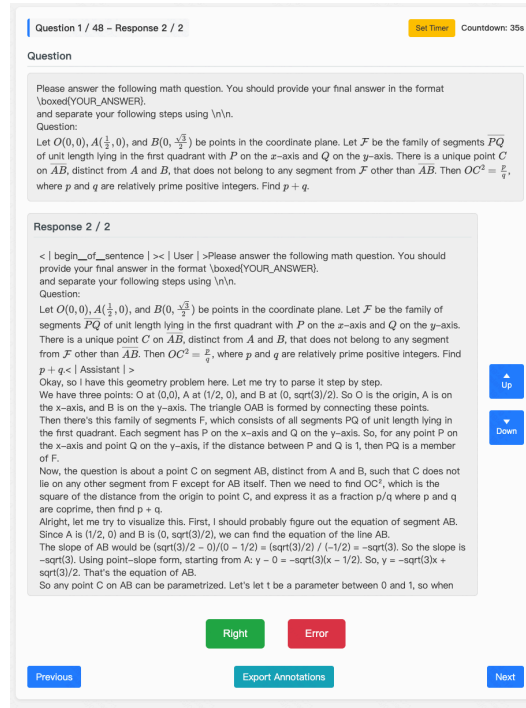 Question 1 / 48 – Response 2 / 2
Set Timer
Countdown: 35s
Question
Please answer the following math question. You should provide your final answer in the format
\boxed{YOUR_ANSWER}.
and separate your following steps using \n\n.
Question:
Let O(0,0), A(1/2, 0), and B(0, √3/2) be points in the coordinate plane. Let F be the family of segments PQ
of unit length lying in the first quadrant with P on the x-axis and Q on the y-axis. There is a unique point C
on AB, distinct from A and B, that does not belong to any segment from F other than AB. Then OC² = p/q,
where p and q are relatively prime positive integers. Find p + q.
Response 2 / 2
< | begin__of__sentence | >< | User | >Please answer the following math question. You should
provide your final answer in the format \boxed{YOUR_ANSWER}.
and separate your following steps using \n\n.
Question:
Let O(0,0), A(1/2, 0), and B(0, √3/2) be points in the coordinate plane. Let F be the family of
segments PQ of unit length lying in the first quadrant with P on the x-axis and Q on the y-axis.
There is a unique point C on AB, distinct from A and B, that does not belong to any segment
from F other than AB. Then OC² = p/q, where p and q are relatively prime positive integers. Find
p + q.< | Assistant | >
Okay, so I have this geometry problem here. Let me try to parse it step by step.
We have three points: O at (0,0), A at (1/2, 0), and B at (0, sqrt(3)/2). So O is the origin, A is on
the x-axis, and B is on the y-axis. The triangle OAB is formed by connecting these points.
Then there's this family of segments F, which consists of all segments PQ of unit length lying in
the first quadrant. Each segment has P on the x-axis and Q on the y-axis. So, for any point P on
the x-axis and point Q on the y-axis, if the distance between P and Q is 1, then PQ is a member
of F.
Now, the question is about a point C on segment AB, distinct from A and B, such that C does not
lie on any other segment from F except for AB itself. Then we need to find OC², which is the
square of the distance from the origin to point C, and express it as a fraction p/q where p and q
are coprime, then find p + q.
Alright, let me try to visualize this. First, I should probably figure out the equation of segment AB.
Since A is (1/2, 0) and B is (0, sqrt(3)/2), we can find the equation of the line AB.
The slope of AB would be (sqrt(3)/2 – 0)/(0 – 1/2) = (sqrt(3)/2) / (–1/2) = –sqrt(3). So the slope is
–sqrt(3). Using point–slope form, starting from A: y – 0 = –sqrt(3)(x – 1/2). So, y = –sqrt(3)x +
sqrt(3)/2. That's the equation of AB.
So any point C on AB can be parametrized. Let's let t be a parameter between 0 and 1, so when
Up
Down
Right
Error
Previous
Export Annotations
Next